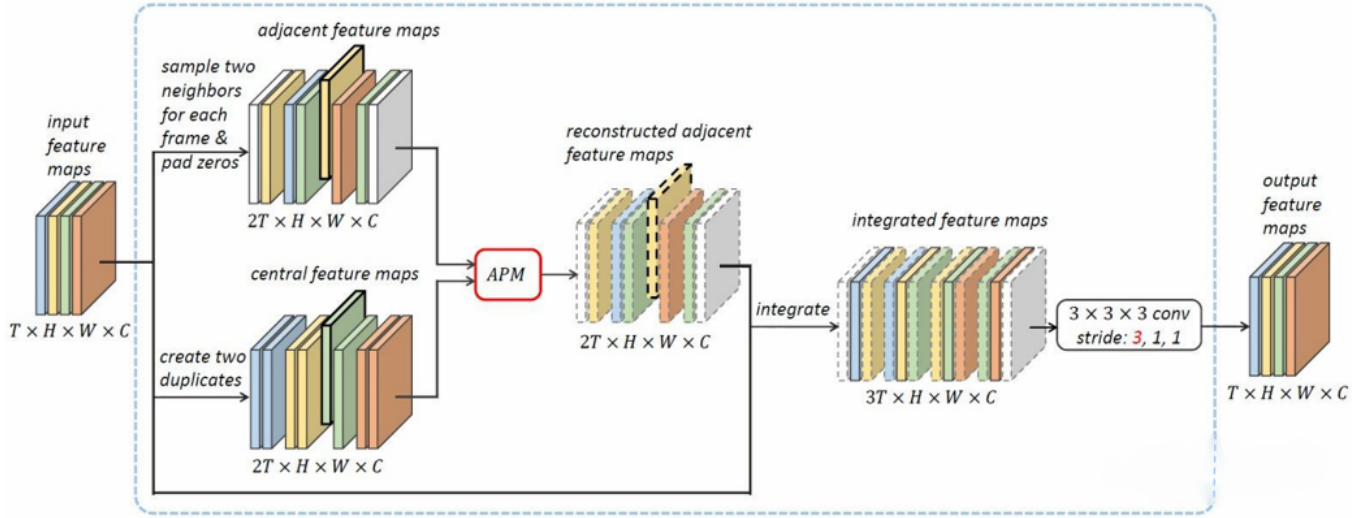 input
feature
maps
T × H × W × C
sample two
neighbors
for each
frame &
pad zeros
adjacent feature maps
2T × H × W × C
create two
duplicates
central feature maps
2T × H × W × C
APM
reconstructed adjacent
feature maps
2T × H × W × C
integrate
integrated feature maps
3T × H × W × C
3 × 3 × 3 conv
stride: 3, 1, 1
output
feature
maps
T × H × W × C